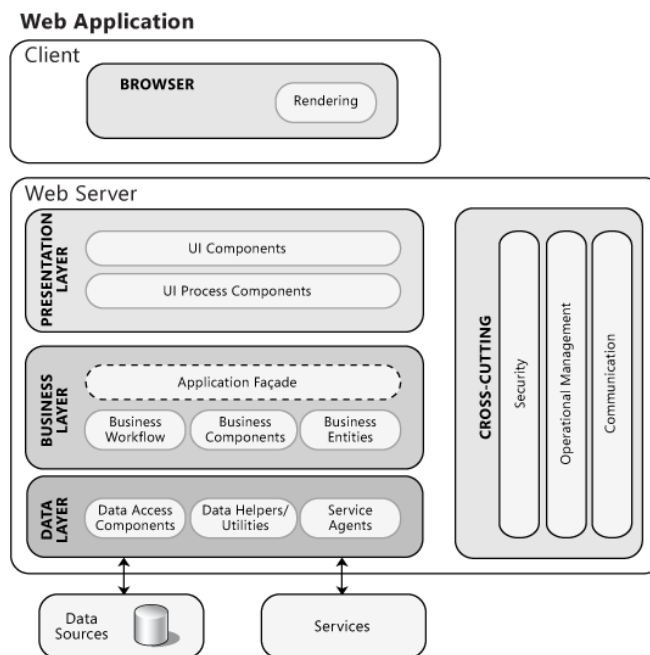 Web Application
Client
BROWSER
Rendering
Web Server
PRESENTATION
LAYER
UI Components
UI Process Components
BUSINESS
LAYER
Application Façade
Business
Workflow
Business
Components
Business
Entities
DATA
LAYER
Data Access
Components
Data Helpers/
Utilities
Service
Agents
CROSS-CUTTING
Security
Operational Management
Communication
Data
Sources
Services